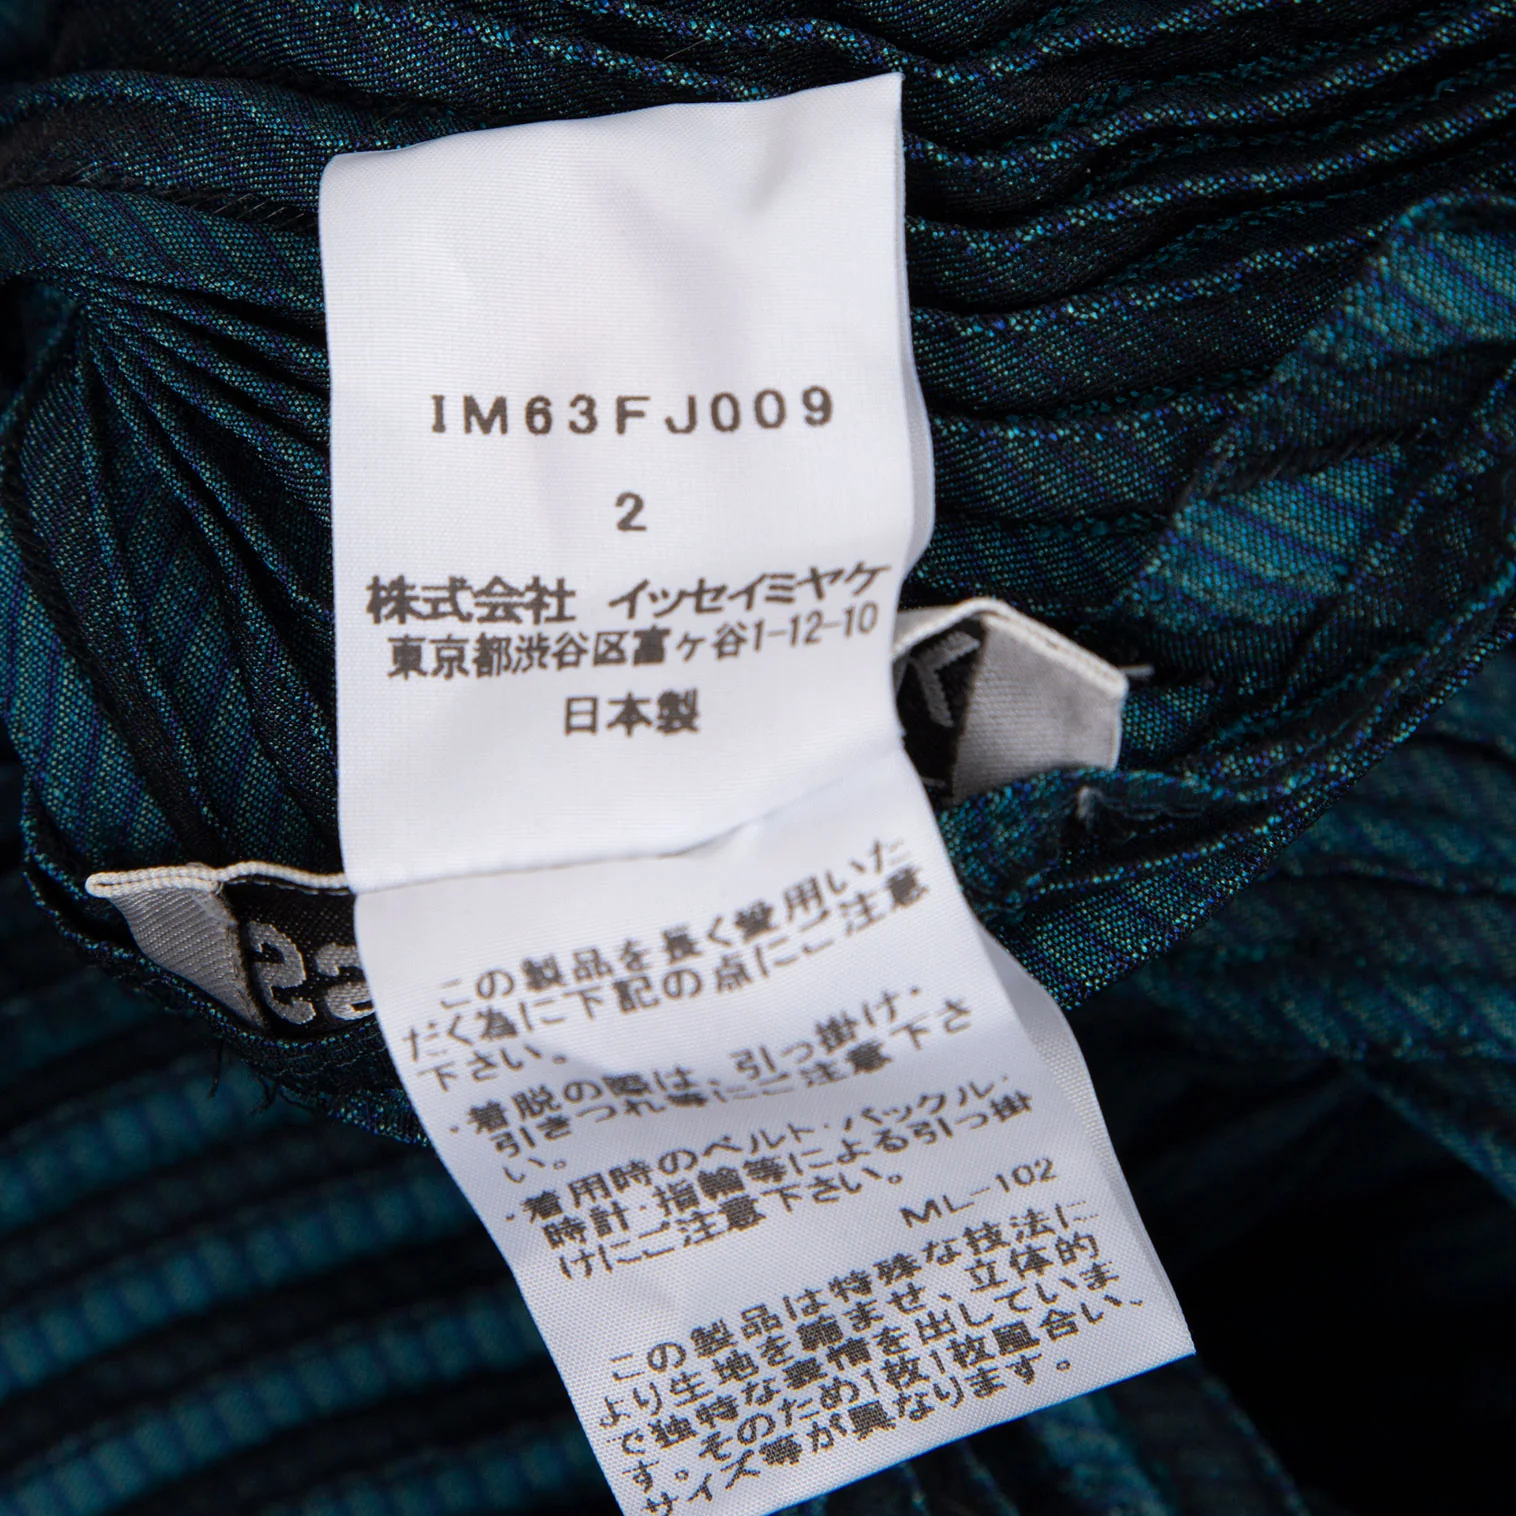 IM63FJ009
2
株式会社 イッセイミヤケ
東京都渋谷区富ヶ谷1-12-10
日本製
この製品を長く愛用いた
だく為に下記の点にご注意
下さい。
・着脱の際は、引っ掛け・
引きつれ等にご注意下さ
い。
・着用時のベルト・バックル・
時計・指輪等による引っ掛
けにご注意下さい。
ML-102
この製品は特殊な技法に
より生地を縮ませ、立体的
で独特な表情を出していま
す。そのため1枚1枚風合い、
サイズ等が異なります。